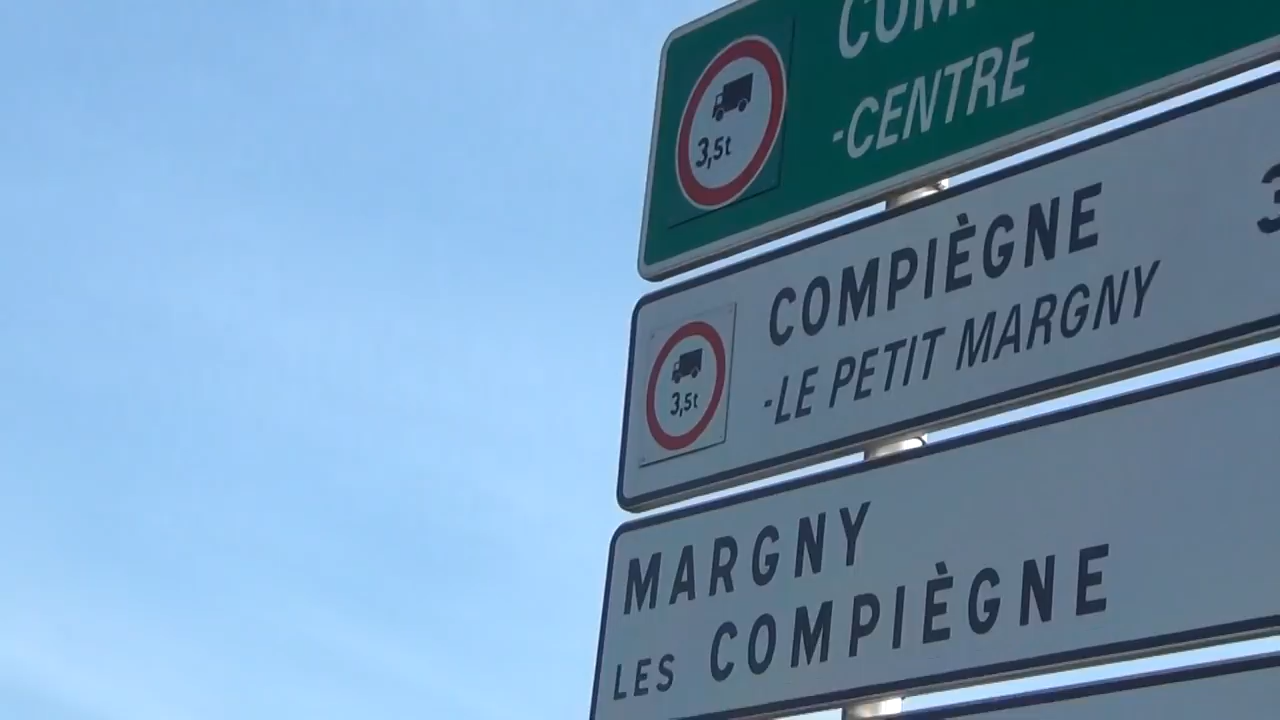 -CENTRE
3,5t
COMPIÈGNE
-LE PETIT MARGNY
3,5t
MARGNY
LES COMPIÈGNE